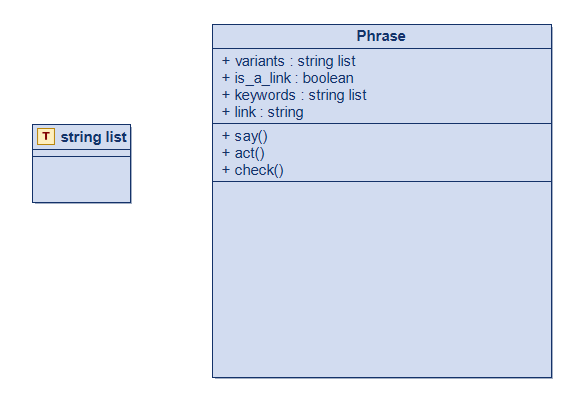 T string list
Phrase
+ variants : string list
+ is_a_link : boolean
+ keywords : string list
+ link : string
+ say()
+ act()
+ check()